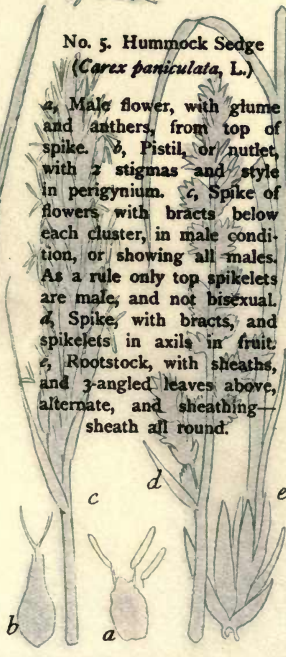 No. 5. Hummock Sedge
(Carex paniculata, L.)
a, Male flower, with glume
and anthers, from top of
spike. b, Pistil, or nutlet,
with 2 stigmas and style
in perigynium. c, Spike of
flowers with bracts below
each cluster, in male condi-
tion, or showing all males.
As a rule only top spikelets
are male, and not bisexual.
d, Spike, with bracts, and
spikelets in axils in fruit.
e, Rootstock, with sheaths,
and 3-angled leaves above,
alternate, and sheathing—
sheath all round.
c
d
e
b
a